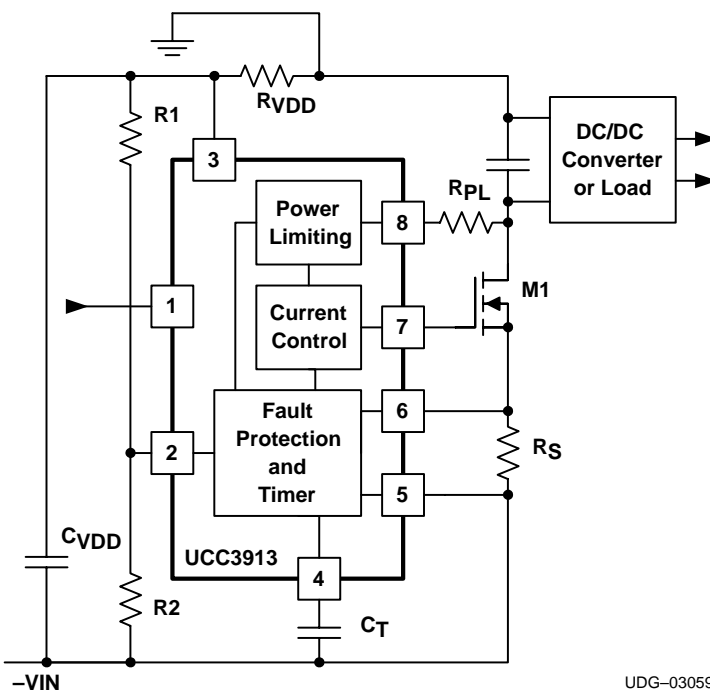 R1
RVDD
3
DC/DC
Converter
or Load
RPL
Power
Limiting
8
1
M1
Current
Control
7
6
Fault
Protection
and
Timer
2
RS
5
CVDD
UCC3913
4
R2
CT
–VIN
UDG–03059